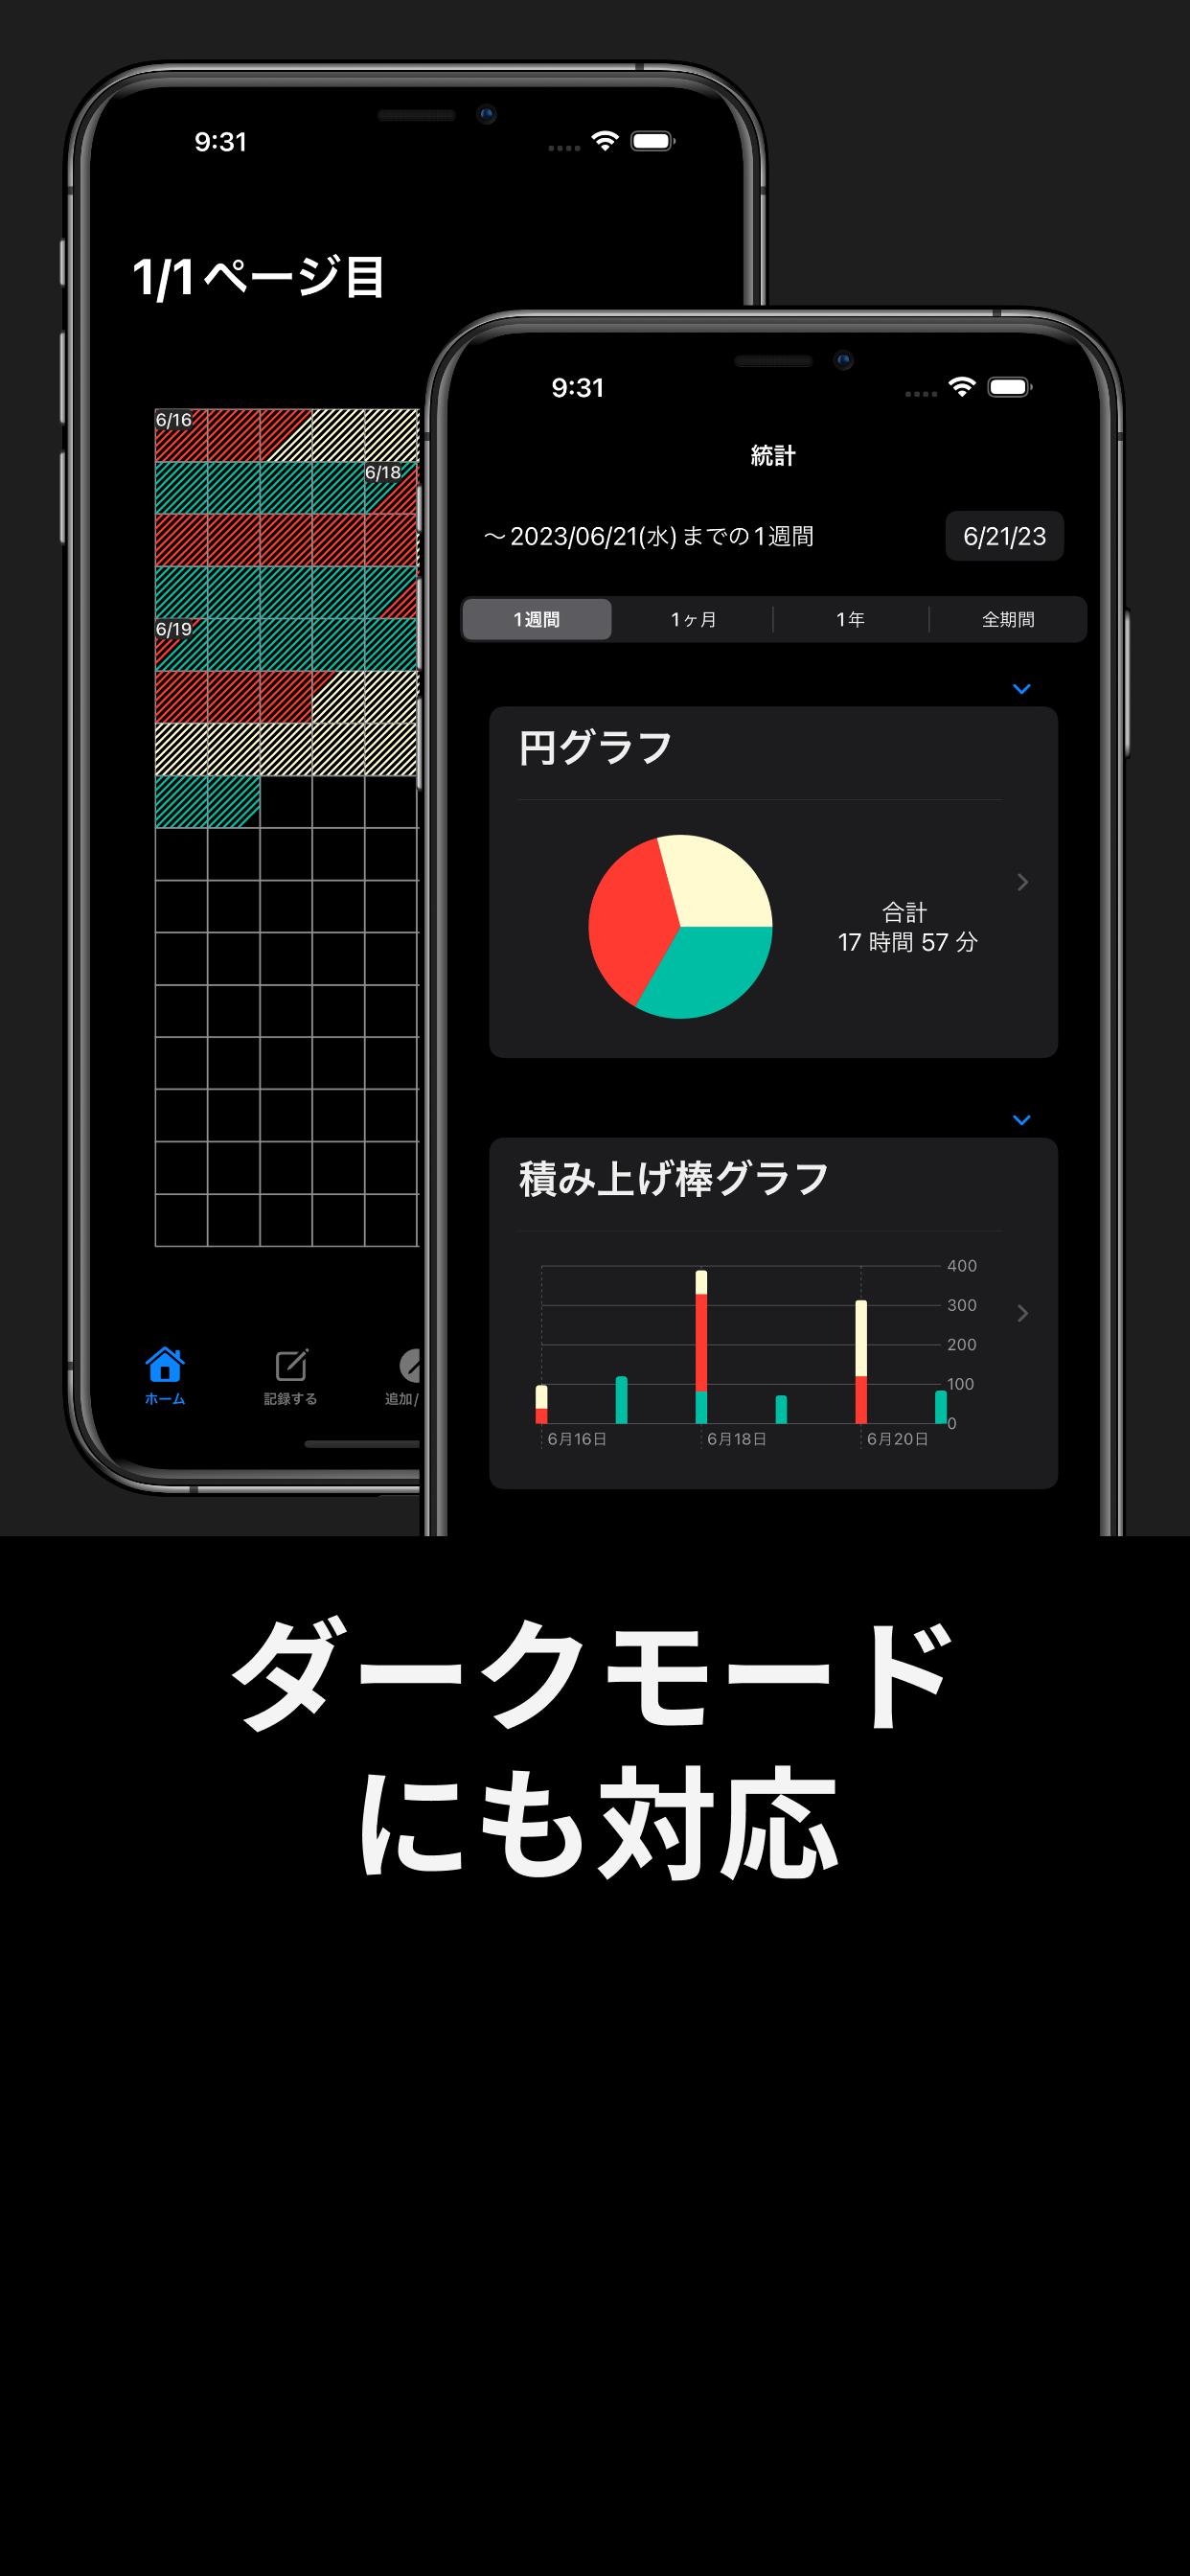 9:31
1/1 ページ目
6/16
6/18
6/19
ホーム
記録する
追加/
9:31
統計
～2023/06/21(水)までの1週間
6/21/23
1週間
1ヶ月
1年
全期間
円グラフ
合計
17 時間 57 分
積み上げ棒グラフ
400
300
200
100
0
6月16日
6月18日
6月20日
ダークモード
にも対応